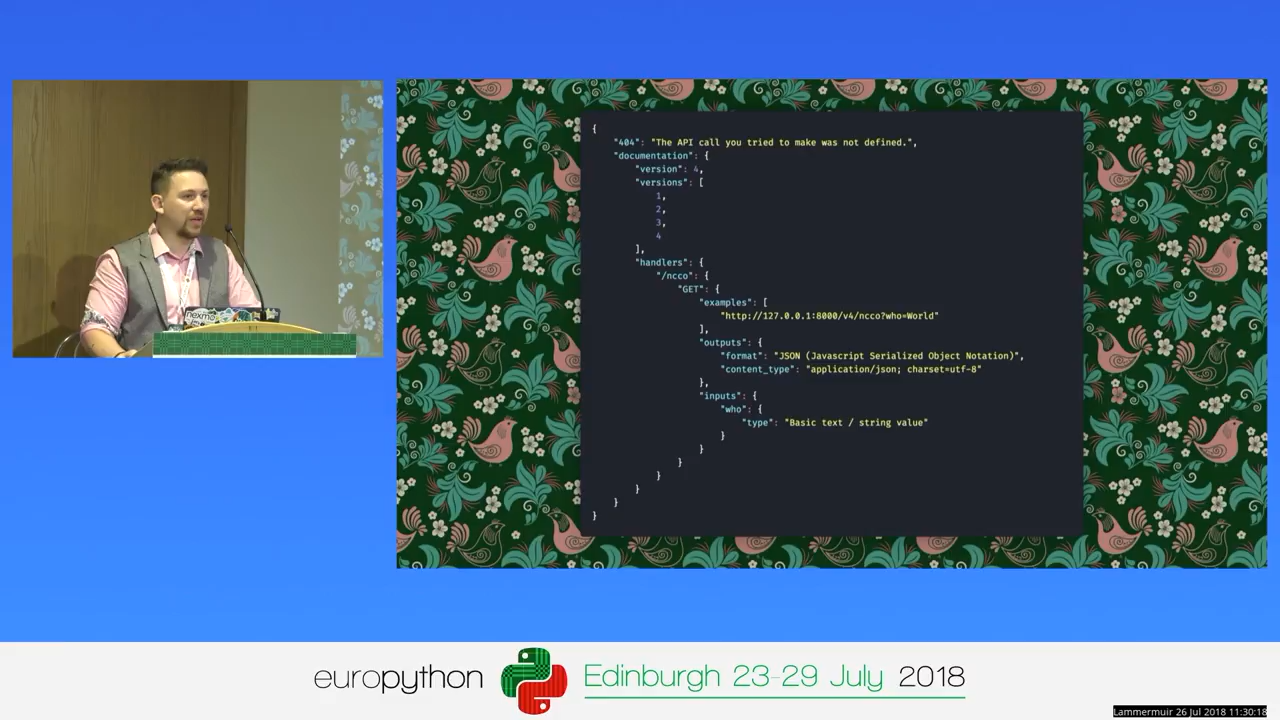 nexmo
{
"404": "The API call you tried to make was not defined.",
"documentation": {
"version": 4,
"versions": [
1,
2,
3,
4
],
"handlers": {
"/ncco": {
"GET": {
"examples": [
"http://127.0.0.1:8000/v4/ncco?who=World"
],
"outputs": {
"format": "JSON (Javascript Serialized Object Notation)",
"content_type": "application/json; charset=utf-8"
},
"inputs": {
"who": {
"type": "Basic text / string value"
}
}
}
}
}
}
}
europython
Edinburgh 23-29 July 2018
Lammermuir 26 Jul 2018 11:30:18